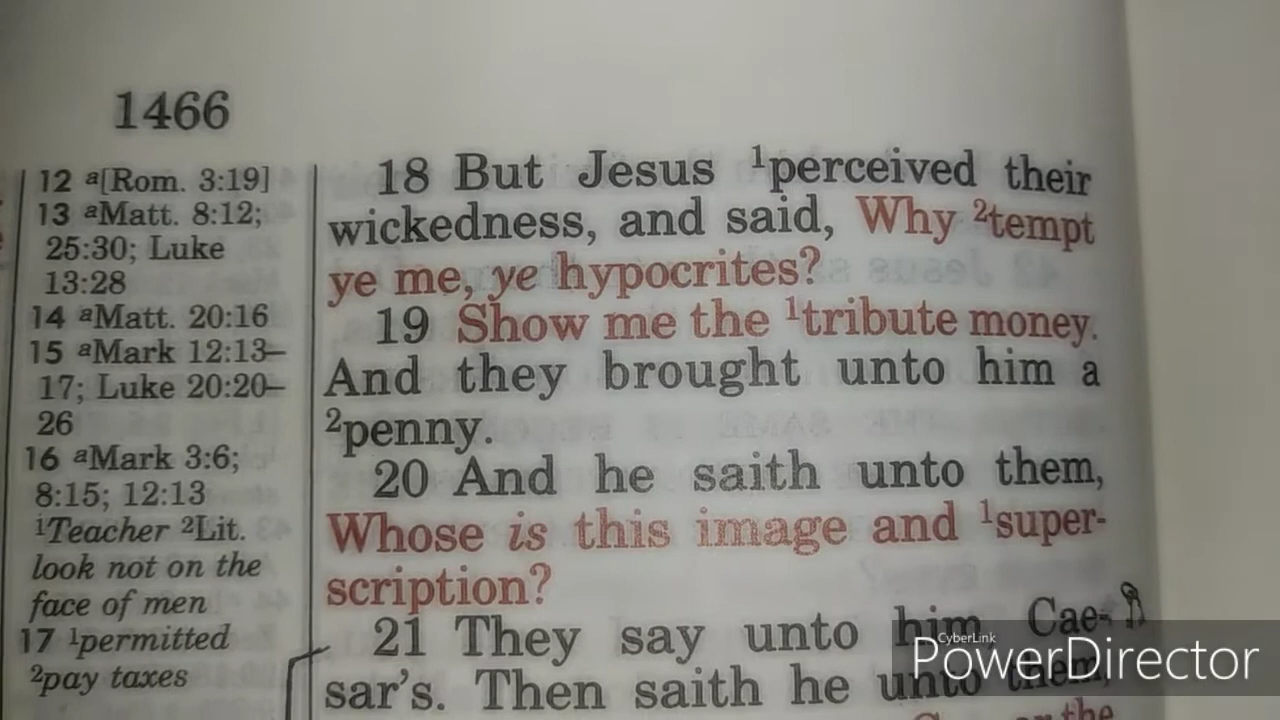 1466
12 a[Rom. 3:19]
13 aMatt. 8:12;
25:30; Luke
13:28
14 aMatt. 20:16
15 aMark 12:13–
17; Luke 20:20–
26
16 aMark 3:6;
8:15; 12:13
1Teacher 2Lit.
look not on the
face of men
17 1permitted
2pay taxes
18 But Jesus 1perceived their
wickedness, and said, Why 2tempt
ye me, ye hypocrites?
19 Show me the 1tribute money.
And they brought unto him a
2penny.
20 And he saith unto them,
Whose is this image and 1super-
scription?
21 They say unto him, Cae-
sar's. Then saith he unto them,
the
CyberLink
PowerDirector